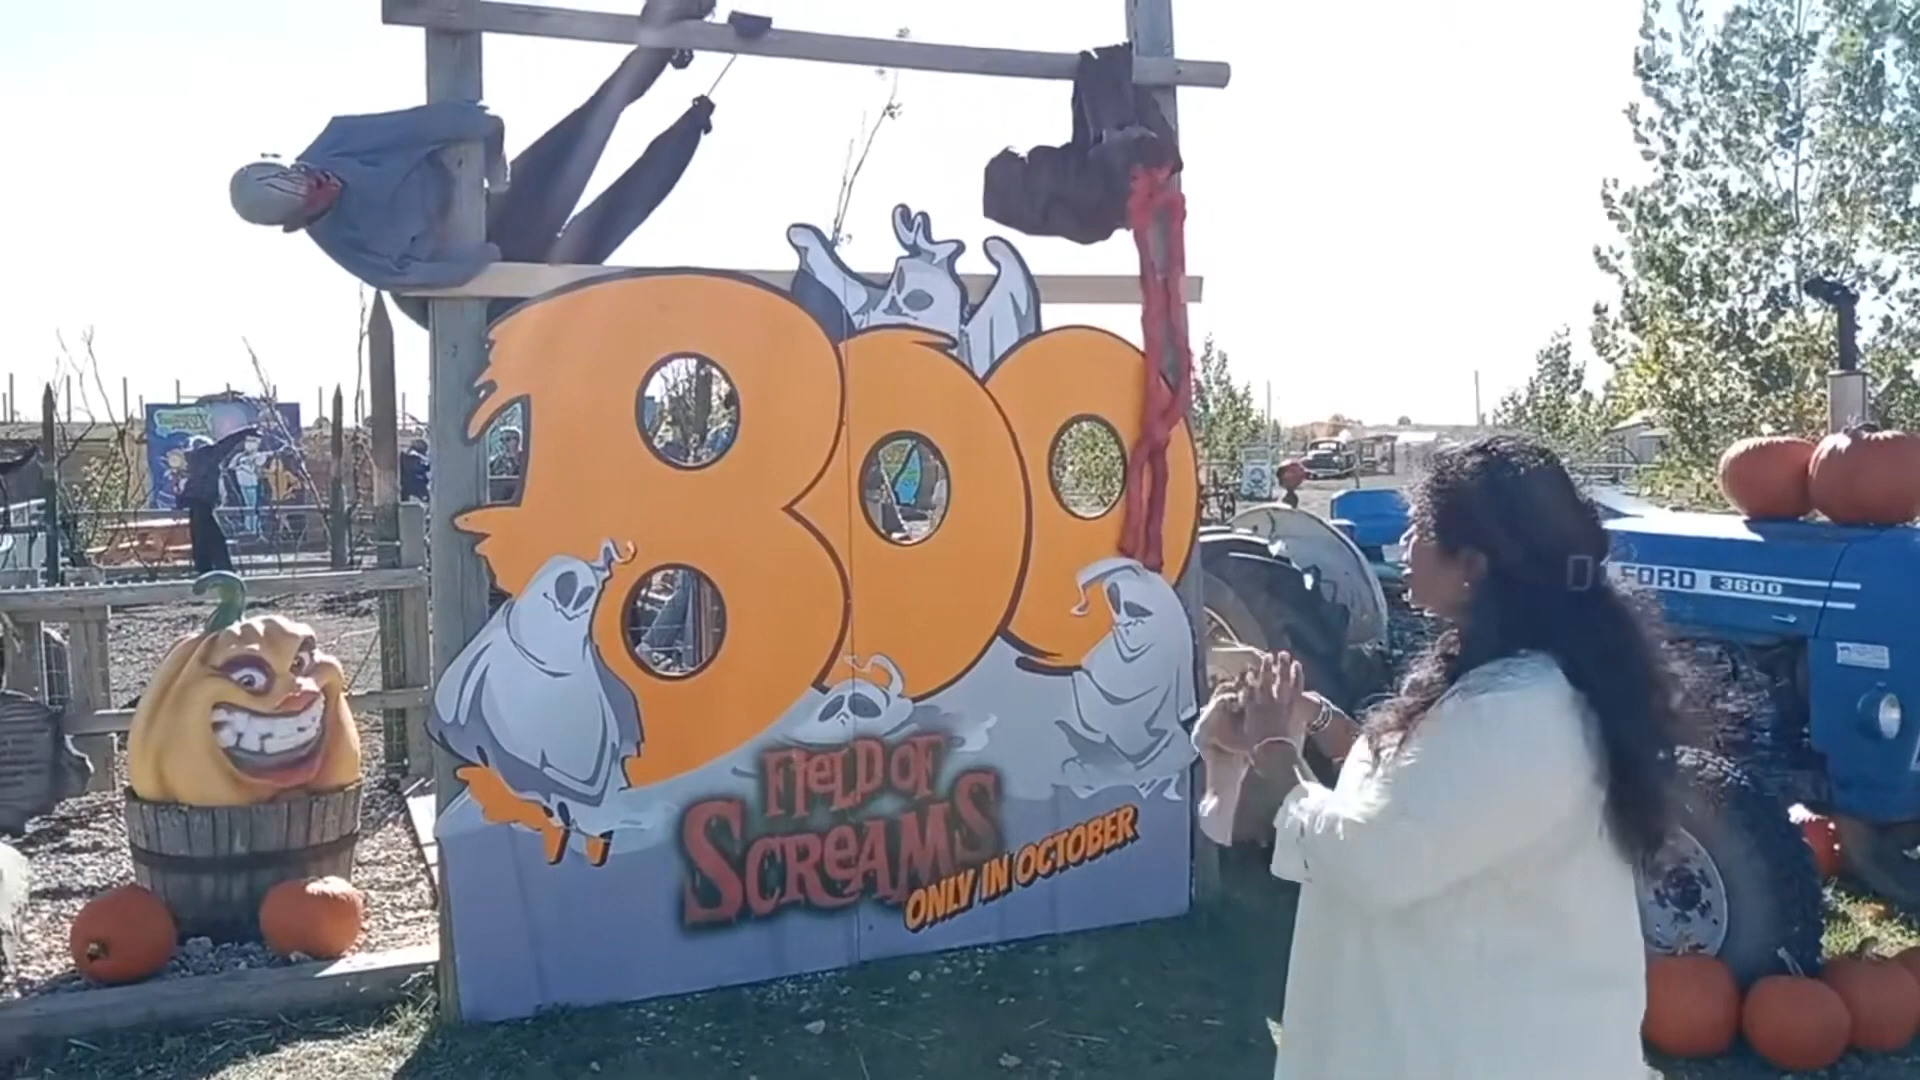 BOO
FIELD OF
SCREAMS
ONLY IN OCTOBER
FORD 3600